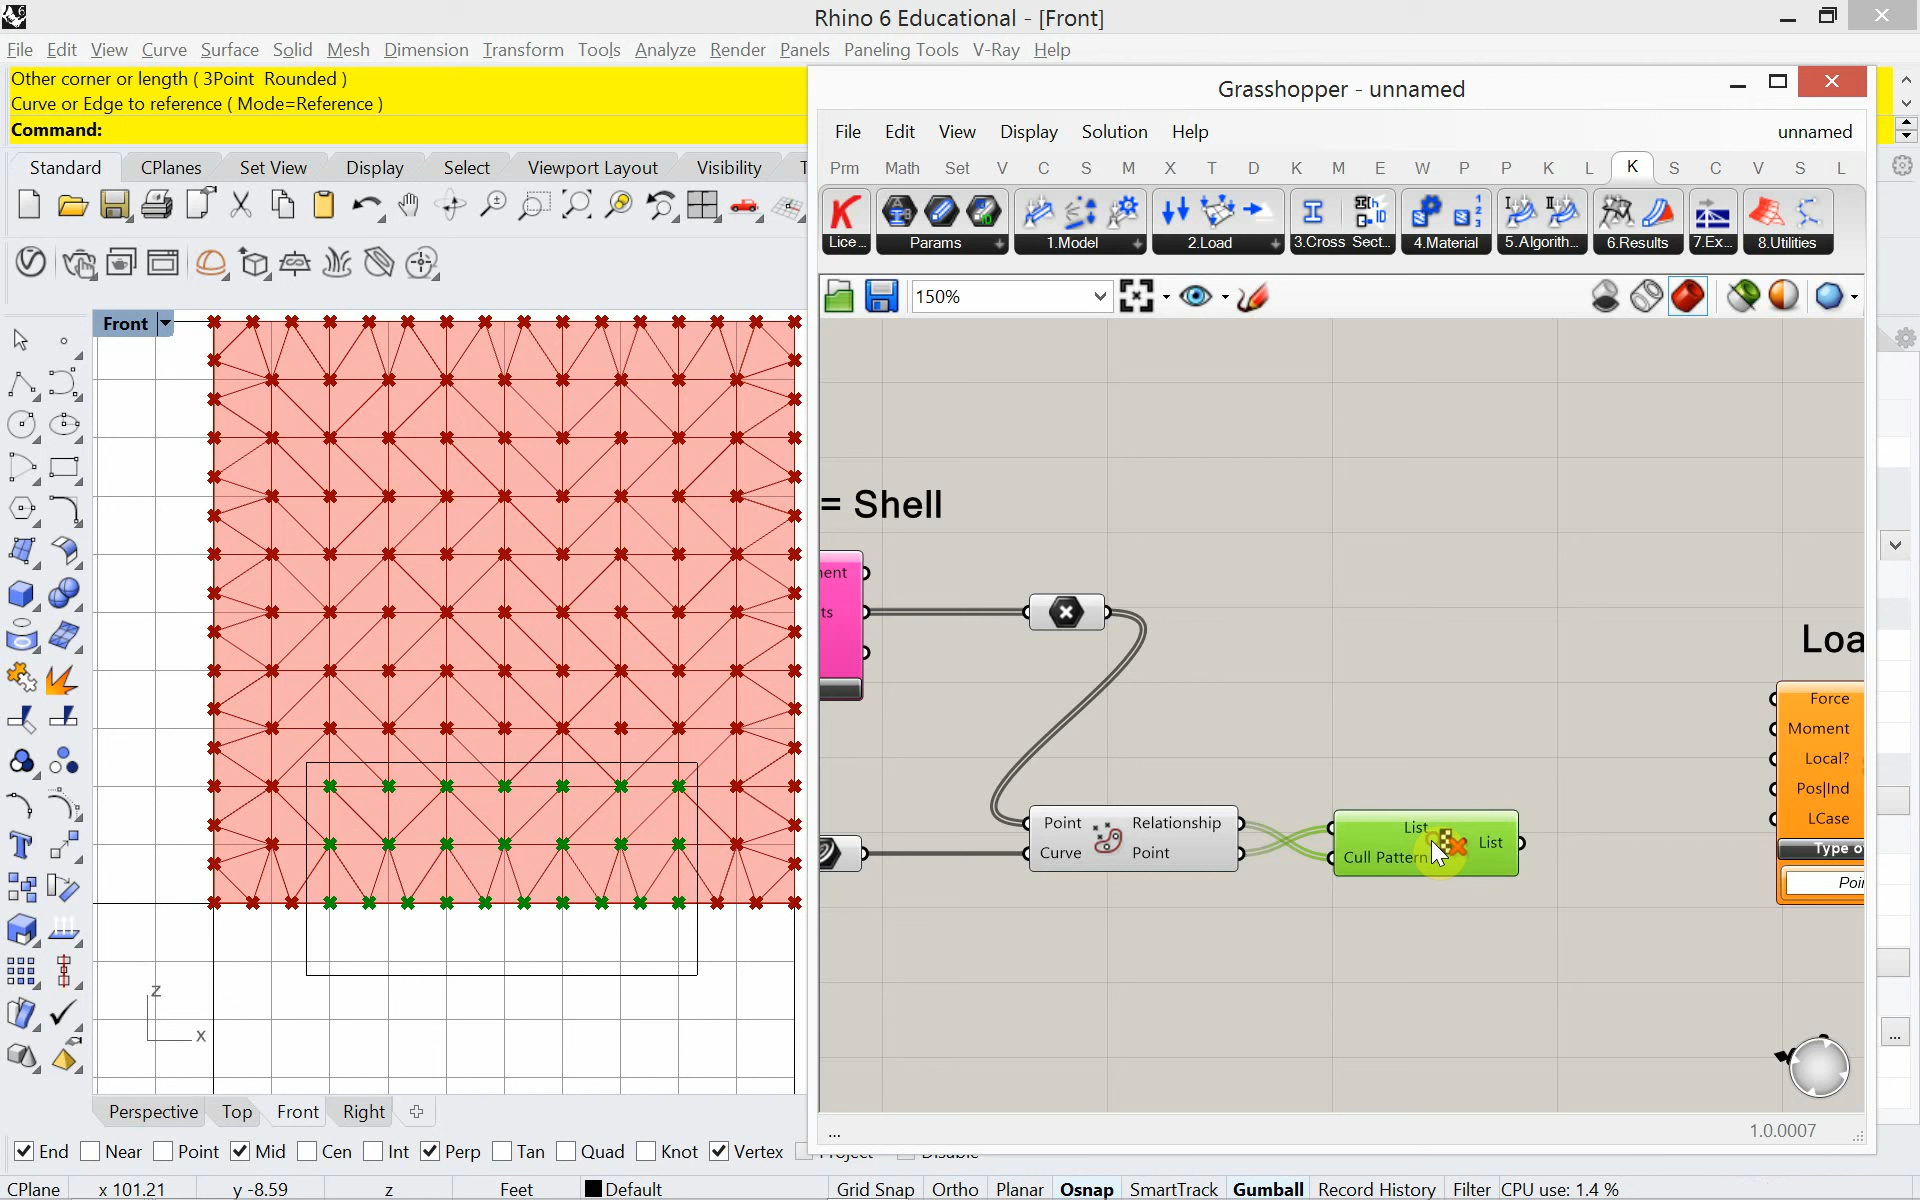 Rhino 6 Educational - [Front]
File Edit View Curve Surface Solid Mesh Dimension Transform Tools Analyze Render Panels Paneling Tools V-Ray Help
Other corner or length ( 3Point Rounded )
Curve or Edge to reference ( Mode=Reference )
Command:
Standard CPlanes Set View Display Select Viewport Layout Visibility
Grasshopper - unnamed
File Edit View Display Solution Help unnamed
Prm Math Set V C S M X T D K M E W P P K L K S C V S L
Lice... Params 1.Model 2.Load 3.Cross Sect... 4.Material 5.Algorith... 6.Results 7.Ex... 8.Utilities
150%
Front
= Shell
Loa
Force
Moment
Local?
Pos|Ind
LCase
Type o
Poi
Point Relationship
Curve Point
List
Cull Pattern List
z
x
Perspective Top Front Right
...
1.0.0007
End Near Point Mid Cen Int Perp Tan Quad Knot Vertex
CPlane x 101.21 y -8.59 z Feet Default Grid Snap Ortho Planar Osnap SmartTrack Gumball Record History Filter CPU use: 1.4 %